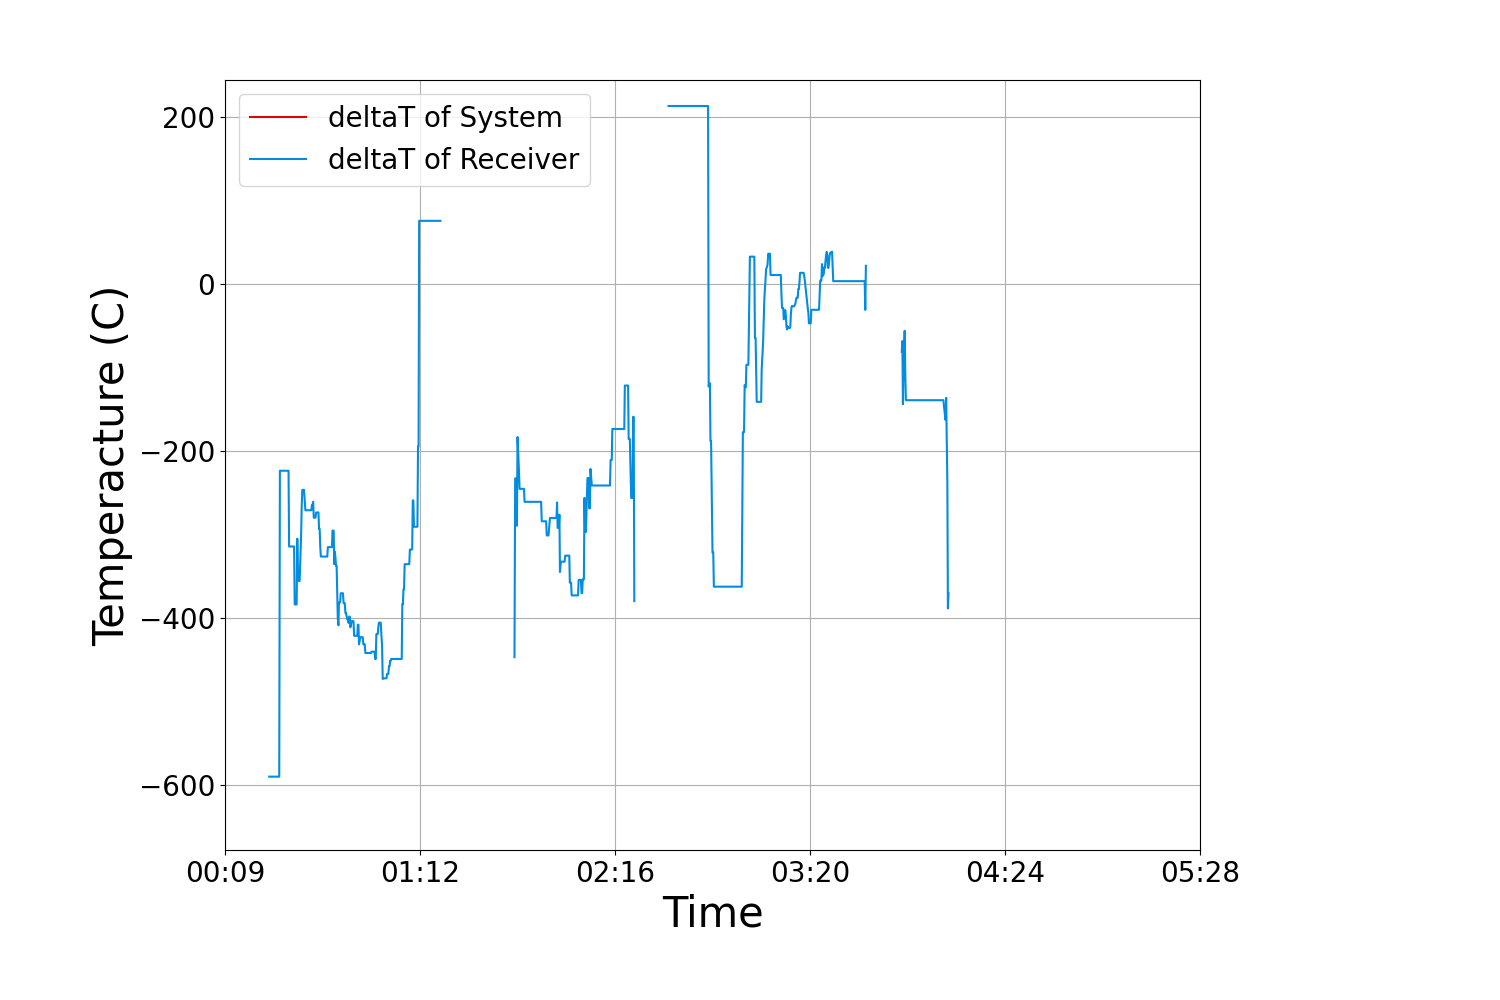 deltaT of System
deltaT of Receiver
200
0
−200
−400
−600
Temperacture (C)
00:09 01:12 02:16 03:20 04:24 05:28
Time